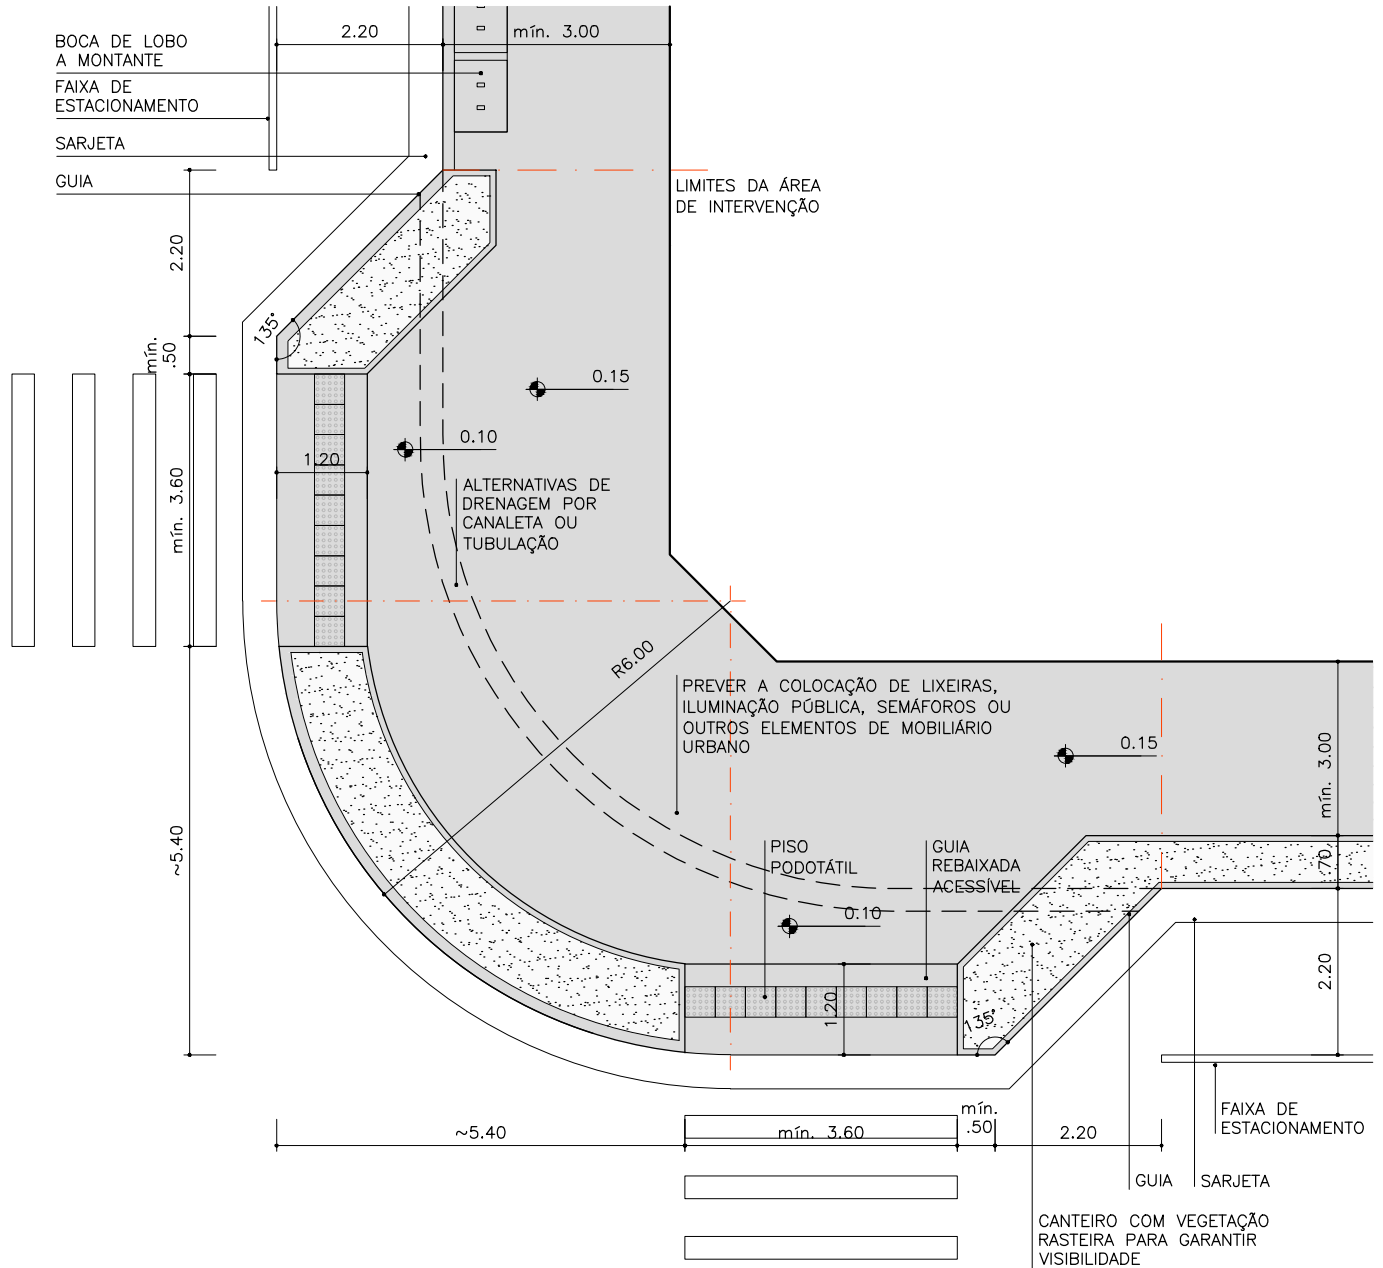 BOCA DE LOBO
A MONTANTE
FAIXA DE
ESTACIONAMENTO
SARJETA
GUIA
2.20
mín. 3.00
LIMITES DA ÁREA
DE INTERVENÇÃO
2.20
135°
mín.
.50
0.15
0.10
1.20
mín. 3.60
ALTERNATIVAS DE
DRENAGEM POR
CANALETA OU
TUBULAÇÃO
R6.00
PREVER A COLOCAÇÃO DE LIXEIRAS,
ILUMINAÇÃO PÚBLICA, SEMÁFOROS OU
OUTROS ELEMENTOS DE MOBILIÁRIO
URBANO
0.15
mín. 3.00
~5.40
PISO
PODOTÁTIL
GUIA
REBAIXADA
ACESSÍVEL
.70
0.10
2.20
1.20
135°
~5.40
mín. 3.60
mín.
.50
2.20
FAIXA DE
ESTACIONAMENTO
GUIA
SARJETA
CANTEIRO COM VEGETAÇÃO
RASTEIRA PARA GARANTIR
VISIBILIDADE